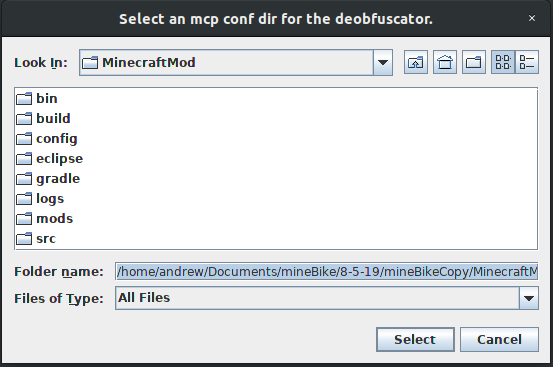 Select an mcp conf dir for the deobfuscator.
Look In: MinecraftMod
bin
build
config
eclipse
gradle
logs
mods
src
Folder name: /home/andrew/Documents/mineBike/8-5-19/mineBikeCopy/MinecraftM
Files of Type: All Files
Select Cancel